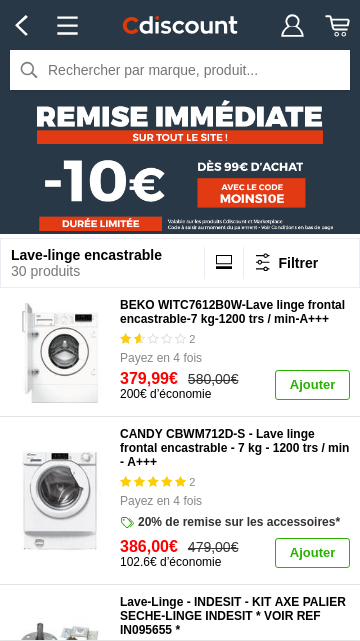 Cdiscount
Rechercher par marque, produit...
REMISE IMMÉDIATE
SUR TOUT LE SITE !
-10€
DÈS 99€ D'ACHAT
AVEC LE CODE
MOINS10E
DURÉE LIMITÉE
Valable sur les produits Cdiscount et Marketplace
Code à saisir au moment du paiement - Voir Conditions en bas de page
Lave-linge encastrable
30 produits
Filtrer
BEKO WITC7612B0W-Lave linge frontal
encastrable-7 kg-1200 trs / min-A+++
2
Payez en 4 fois
379,99€ 580,00€
200€ d'économie
Ajouter
CANDY CBWM712D-S - Lave linge
frontal encastrable - 7 kg - 1200 trs / min
- A+++
2
Payez en 4 fois
20% de remise sur les accessoires*
386,00€ 479,00€
102.6€ d'économie
Ajouter
Lave-Linge - INDESIT - KIT AXE PALIER
SECHE-LINGE INDESIT * VOIR REF
IN095655 *